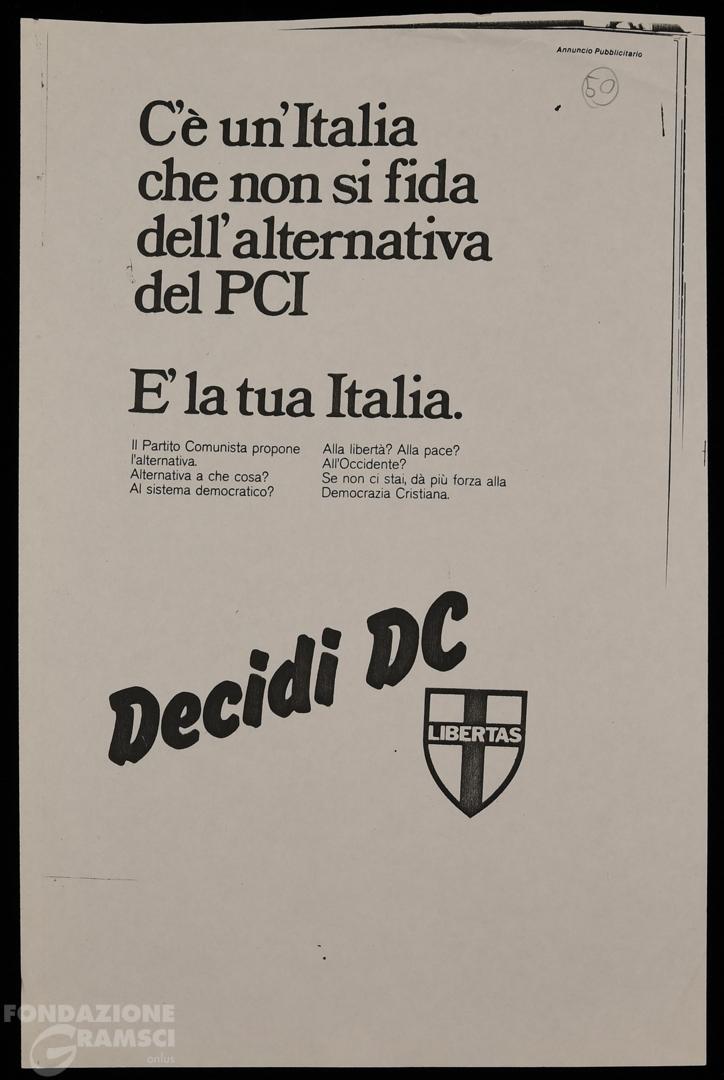 Annuncio Pubblicitario
50
C'è un'Italia
che non si fida
dell'alternativa
del PCI
E' la tua Italia.
Il Partito Comunista propone
l'alternativa.
Alternativa a che cosa?
Al sistema democratico?
Alla libertà? Alla pace?
All'Occidente?
Se non ci stai, dà più forza alla
Democrazia Cristiana.
Decidi DC
LIBERTAS
FONDAZIONE
GRAMSCI
onlus